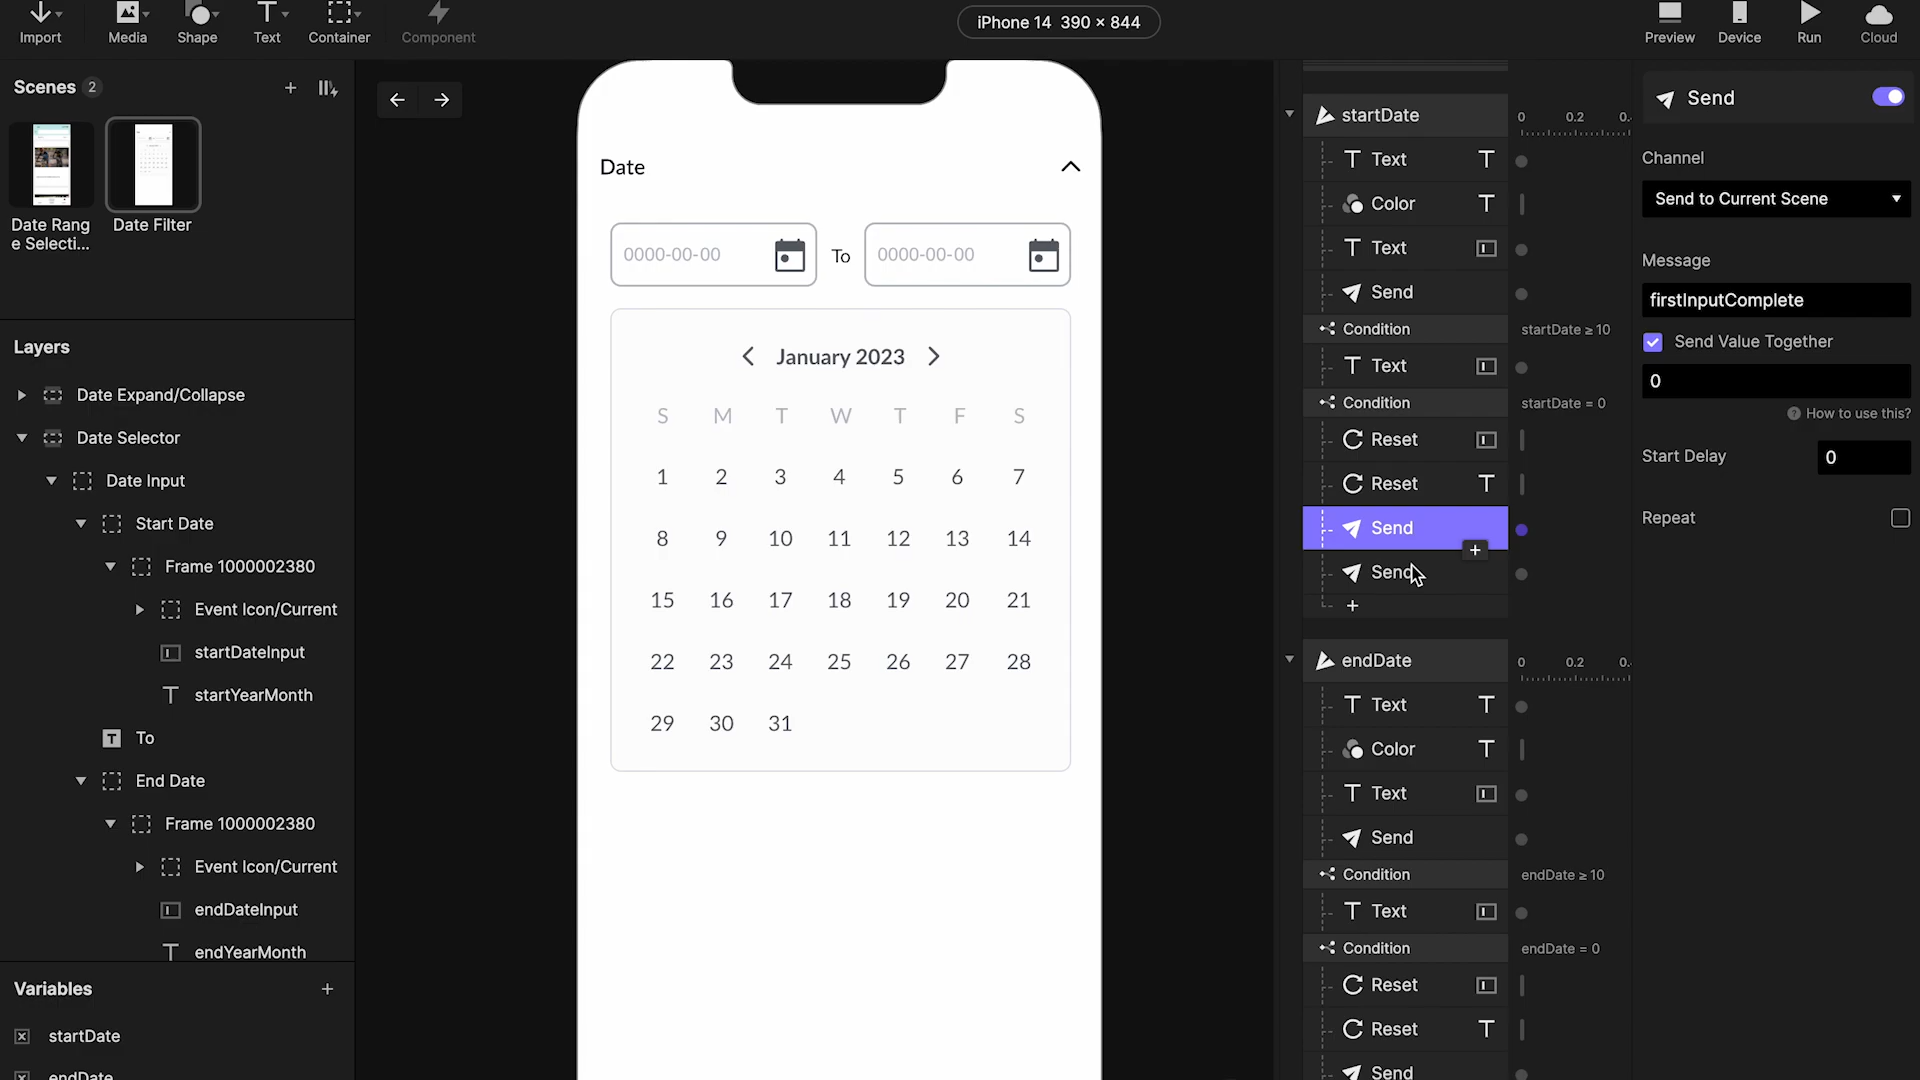 Import
Media
Shape
Text
Container
Component
iPhone 14 390 × 844
Preview
Device
Run
Cloud
Scenes 2
Date Rang
e Selecti...
Date Filter
Layers
Date Expand/Collapse
Date Selector
Date Input
Start Date
Frame 1000002380
Event Icon/Current
startDateInput
startYearMonth
To
End Date
Frame 1000002380
Event Icon/Current
endDateInput
endYearMonth
Variables
startDate
endDate
Date
0000-00-00
To
0000-00-00
January 2023
S M T W T F S
1 2 3 4 5 6 7
8 9 10 11 12 13 14
15 16 17 18 19 20 21
22 23 24 25 26 27 28
29 30 31
startDate 0 0.2 0.
Text
Color
Text
Send
Condition startDate ≥ 10
Text
Condition startDate = 0
Reset
Reset
Send
Send
endDate 0 0.2 0.
Text
Color
Text
Send
Condition endDate ≥ 10
Text
Condition endDate = 0
Reset
Reset
Send
Send
Channel
Send to Current Scene
Message
firstInputComplete
Send Value Together
0
How to use this?
Start Delay 0
Repeat